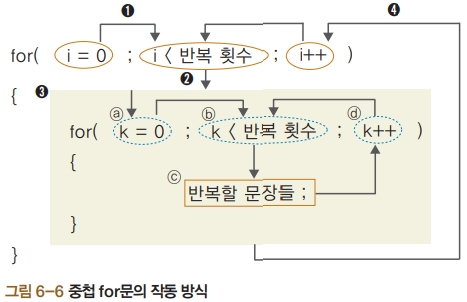 ❶ ❹
for( i = 0 ; i < 반복 횟수 ; i++ )
❷
{ ❸
ⓐ ⓑ ⓓ
for( k = 0 ; k < 반복 횟수 ; k++ )
{
ⓒ
반복할 문장들 ;
}
}
그림 6-6 중첩 for문의 작동 방식